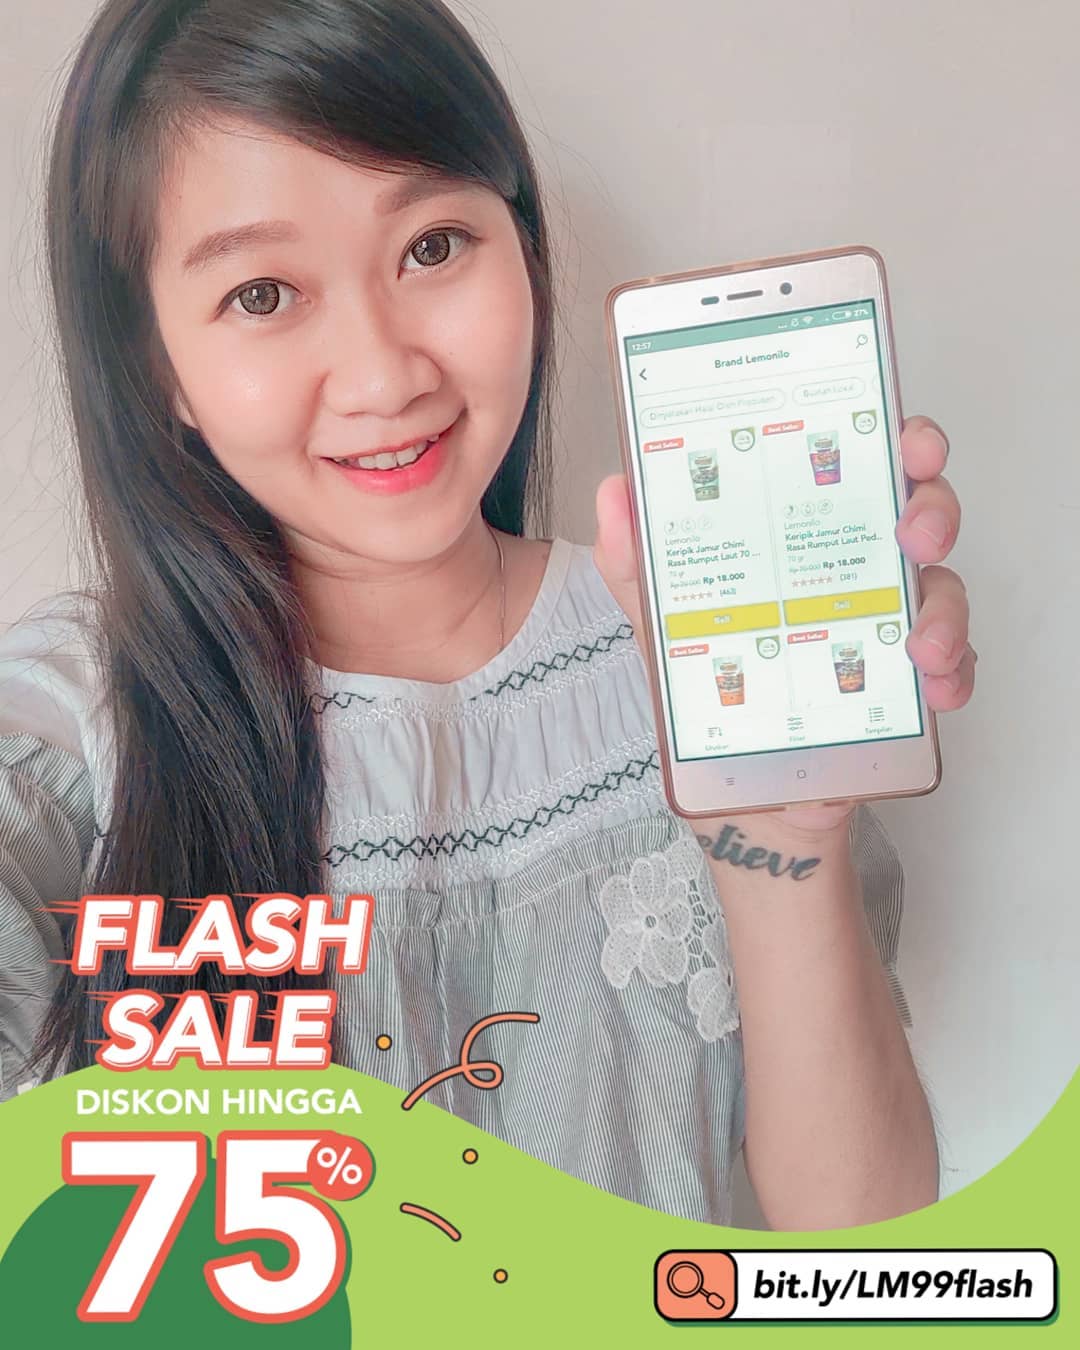 12:57
27%
Brand Lemonilo
Best Seller
Best Seller
Lemonilo
Keripik Jamur Chimi
Rasa Rumput Laut 70 ...
70 gr
Rp 18.000
(463)
Beli
Lemonilo
Keripik Jamur Chimi
Rasa Rumput Laut Ped...
70 gr
Rp 18.000
(381)
Beli
Best Seller
Best Seller
Urutkan
Filter
Tampilan
elieve
FLASH
SALE
DISKON HINGGA
75%
bit.ly/LM99flash